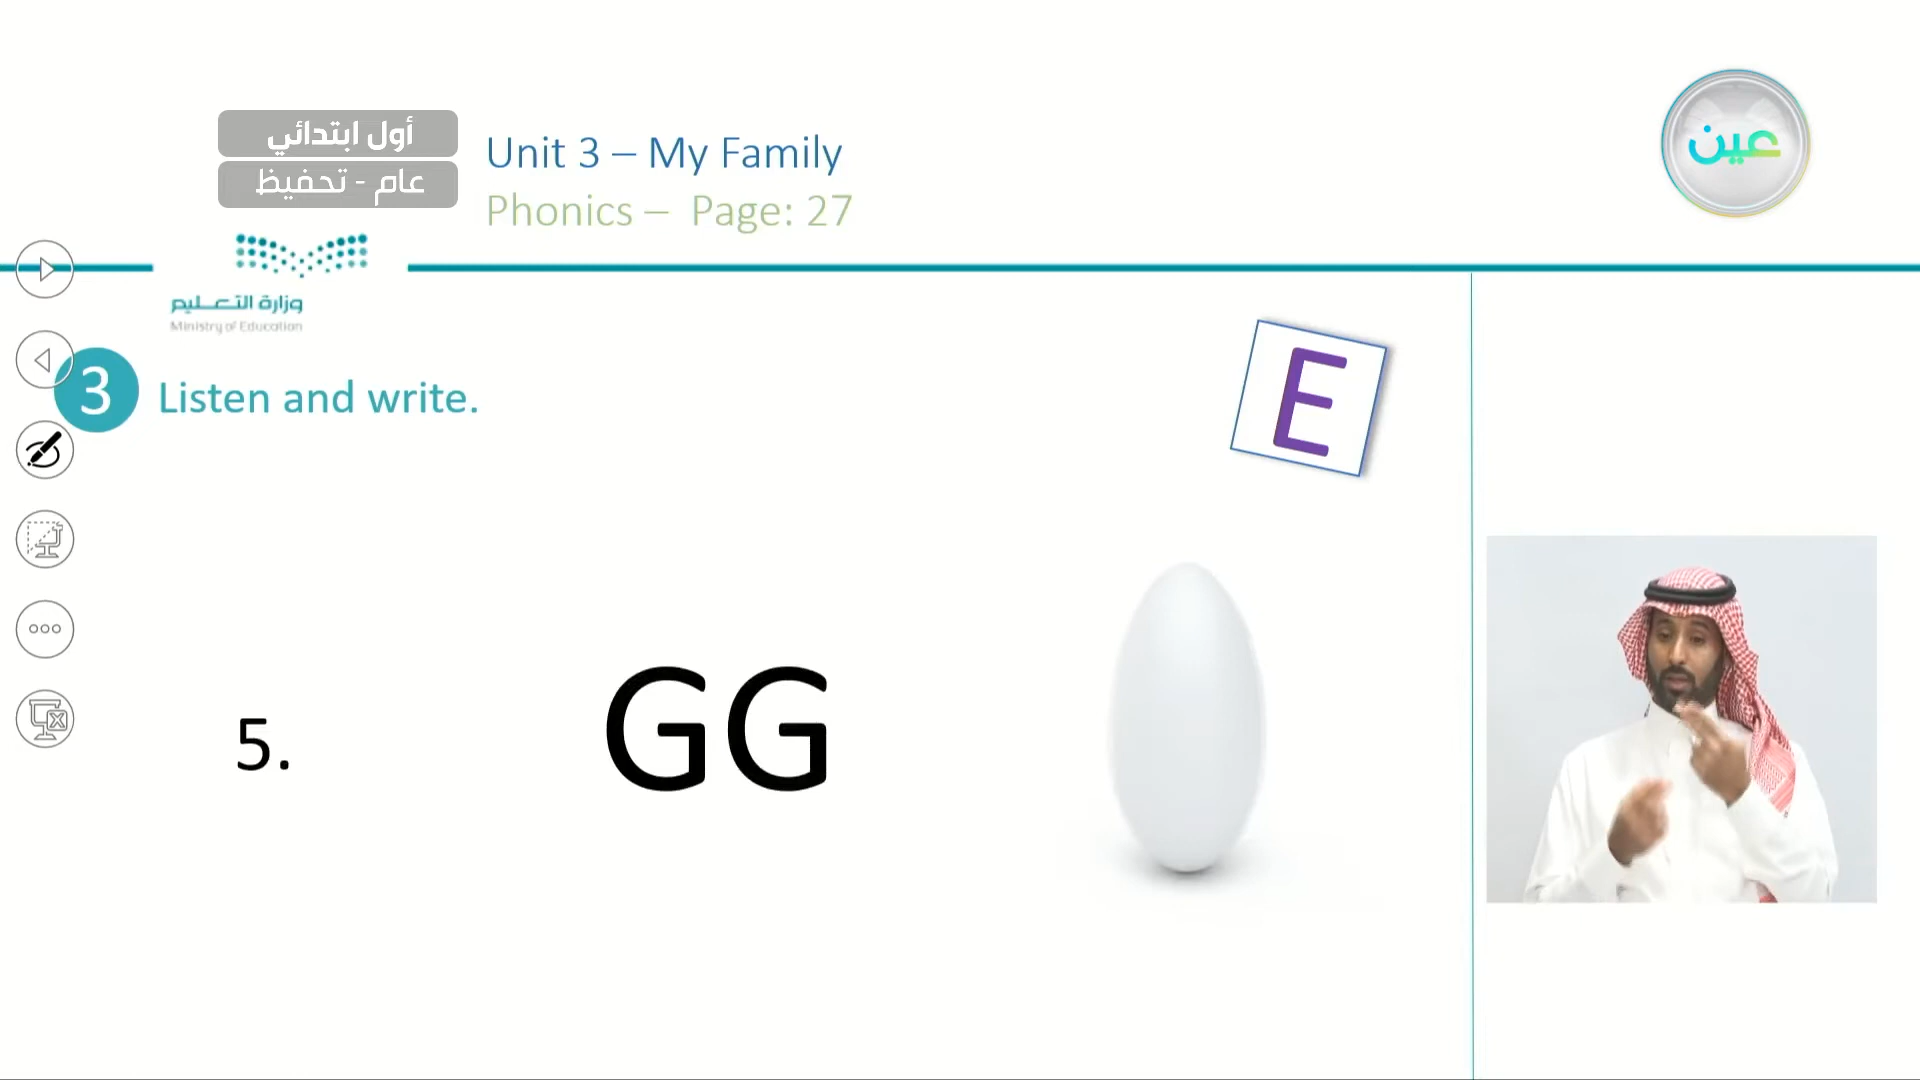 أول ابتدائي
عام - تحفيظ
Unit 3 – My Family
Phonics – Page: 27
عين
وزارة التعليم
Ministry of Education
3 Listen and write.
E
5. GG